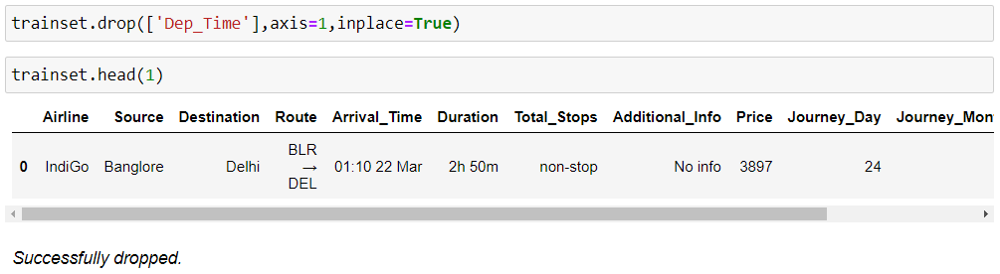 trainset.drop(['Dep_Time'],axis=1,inplace=True)
trainset.head(1)
Airline Source Destination Route Arrival_Time Duration Total_Stops Additional_Info Price Journey_Day Journey_Mon
0 IndiGo Banglore Delhi BLR → DEL 01:10 22 Mar 2h 50m non-stop No info 3897 24
Successfully dropped.